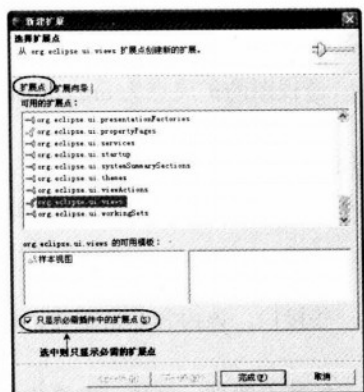 新建扩展
选择扩展点
从 org.eclipse.ui.views 扩展点创建新的扩展。
扩展点 扩展向导
可用的扩展点:
org.eclipse.ui.presentationFactories
org.eclipse.ui.propertyPages
org.eclipse.ui.services
org.eclipse.ui.startup
org.eclipse.ui.systemSummarySections
org.eclipse.ui.themes
org.eclipse.ui.viewActions
org.eclipse.ui.views
org.eclipse.ui.workingSets
org.eclipse.ui.views 的可用模板:
样本视图
只显示必需插件中的扩展点(S)
选中则只显示必需的扩展点
完成(F) 取消